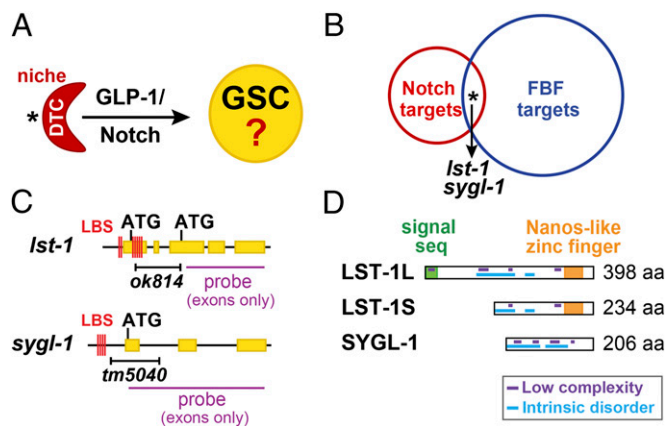 A
niche
*
DTC
GLP-1/
Notch
GSC
?
B
Notch
targets
*
FBF
targets
lst-1
sygl-1
C
LBS ATG ATG
lst-1
ok814
probe
(exons only)
LBS ATG
sygl-1
tm5040
probe
(exons only)
D
signal
seq
Nanos-like
zinc finger
LST-1L 398 aa
LST-1S 234 aa
SYGL-1 206 aa
Low complexity
Intrinsic disorder